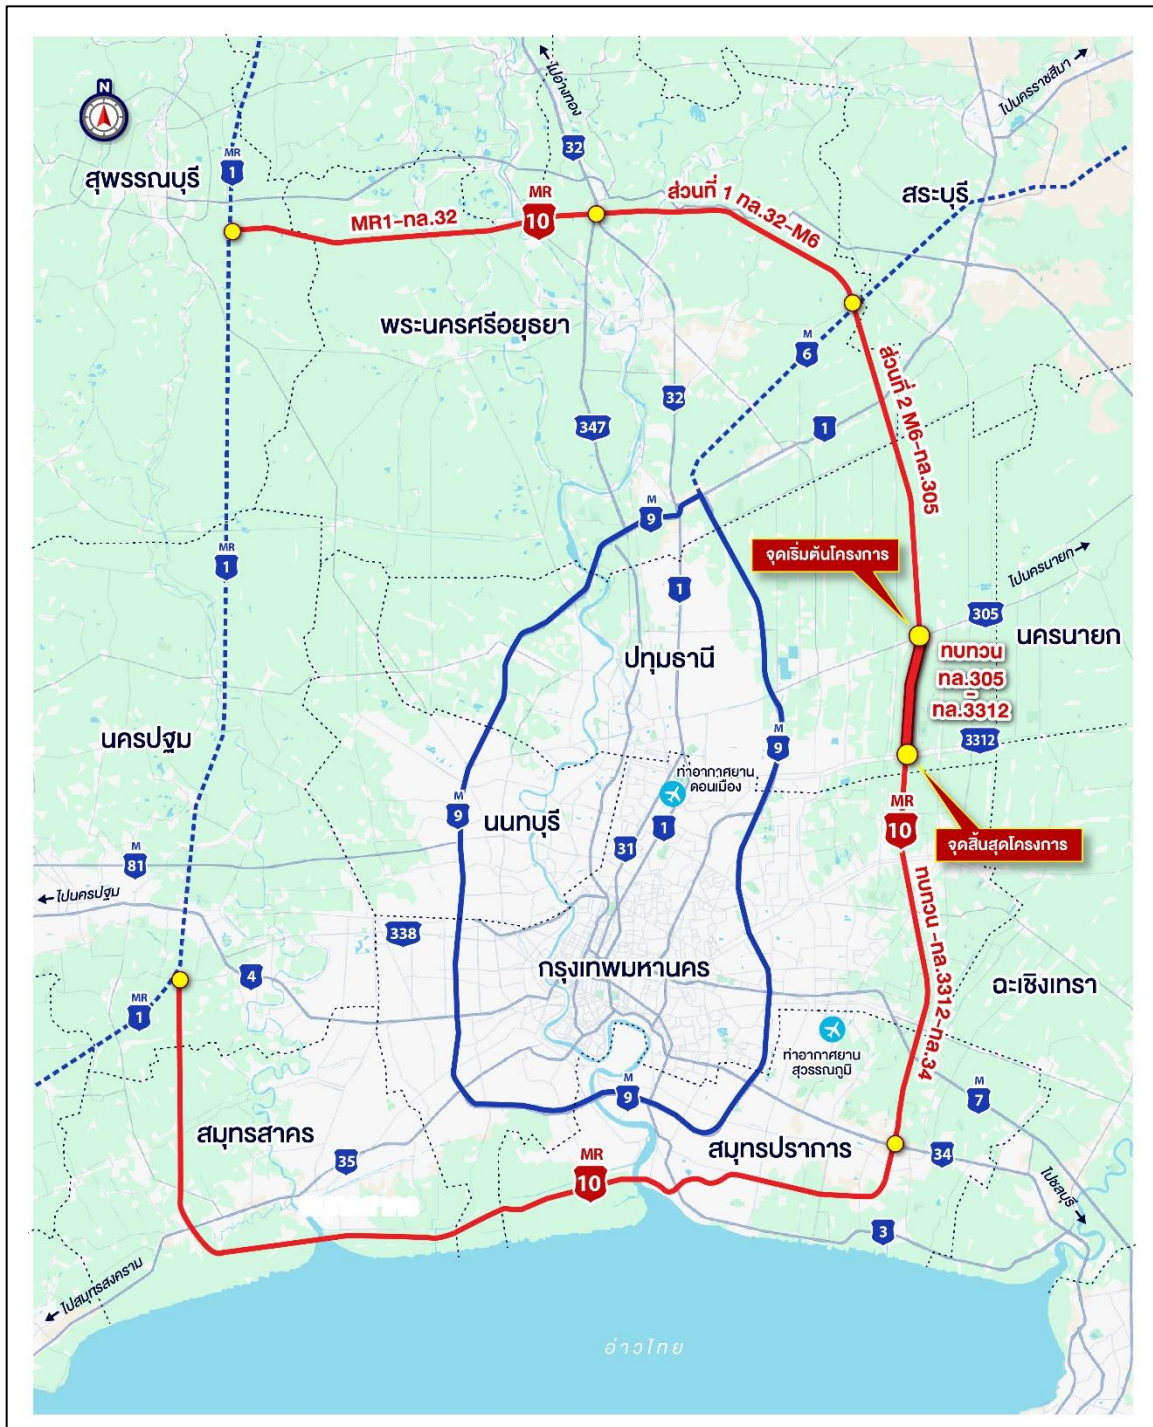 N
ไปอ่างทอง
ไปนครราชสีมา
32
MR
1
สุพรรณบุรี
MR
10
MR1-ทล.32
ส่วนที่ 1 ทล.32-M6
สระบุรี
พระนครศรีอยุธยา
M
6
ส่วนที่ 2 M6-ทล.305
32
347
1
M
9
จุดเริ่มต้นโครงการ
MR
1
ไปนครนายก
1
305
นครนายก
ปทุมธานี
ทบทวน
ทล.305
-
ทล.3312
3312
นครปฐม
M
9
ท่าอากาศยาน
ดอนเมือง
M
9
นนทบุรี
31
1
MR
10
จุดสิ้นสุดโครงการ
M
81
ไปนครปฐม
338
4
กรุงเทพมหานคร
ทบทวน -ทล.3312-ทล.34
ฉะเชิงเทรา
MR
1
ท่าอากาศยาน
สุวรรณภูมิ
M
9
M
7
สมุทรสาคร
35
สมุทรปราการ
34
MR
10
ไปชลบุรี
3
ไปสมุทรสงคราม
อ่าวไทย